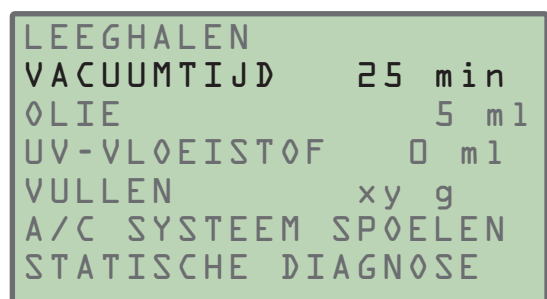 LEEGHALEN
VACUUMTIJD 25 min
OLIE 5 ml
UV-VLOEISTOF 0 ml
VULLEN xy g
A/C SYSTEEM SPOELEN
STATISCHE DIAGNOSE